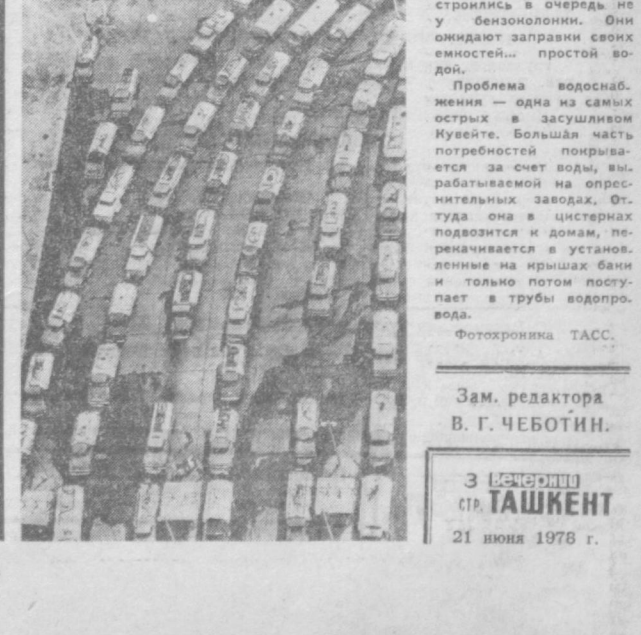 строились в очередь не
у бензоколонки. Они
ожидают заправки своих
емкостей... простой во-
дой.
Проблема водоснаб-
жения — одна из самых
острых в засушливом
Кувейте. Большая часть
потребностей покрыва-
ется за счет воды, вы-
рабатываемой на опрес-
нительных заводах. От-
туда она в цистернах
подвозится к домам, пе-
рекачивается в установ-
ленные на крышах баки
и только потом посту-
пает в трубы водопро-
вода.
Фотохроника ТАСС.
Зам. редактора
В. Г. ЧЕБОТИН.
3 Вечерний
стр. ТАШКЕНТ
21 июня 1978 г.